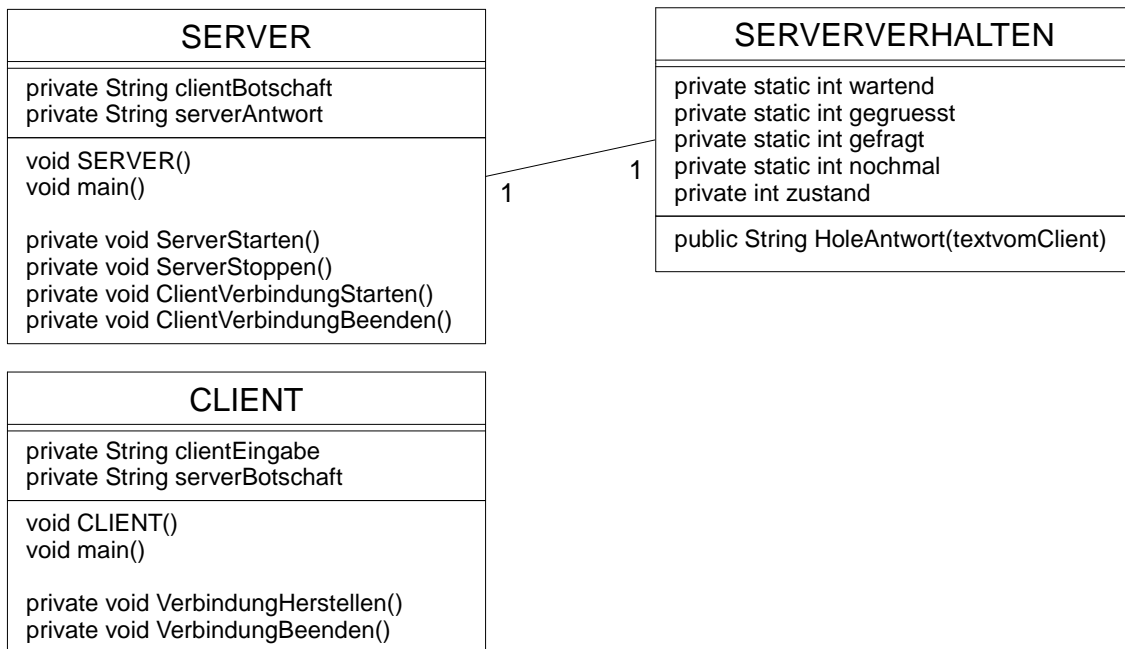 SERVER
private String clientBotschaft
private String serverAntwort
void SERVER()
void main()
private void ServerStarten()
private void ServerStoppen()
private void ClientVerbindungStarten()
private void ClientVerbindungBeenden()
1
1
SERVERVERHALTEN
private static int wartend
private static int gegruesst
private static int gefragt
private static int nochmal
private int zustand
public String HoleAntwort(textvomClient)
CLIENT
private String clientEingabe
private String serverBotschaft
void CLIENT()
void main()
private void VerbindungHerstellen()
private void VerbindungBeenden()